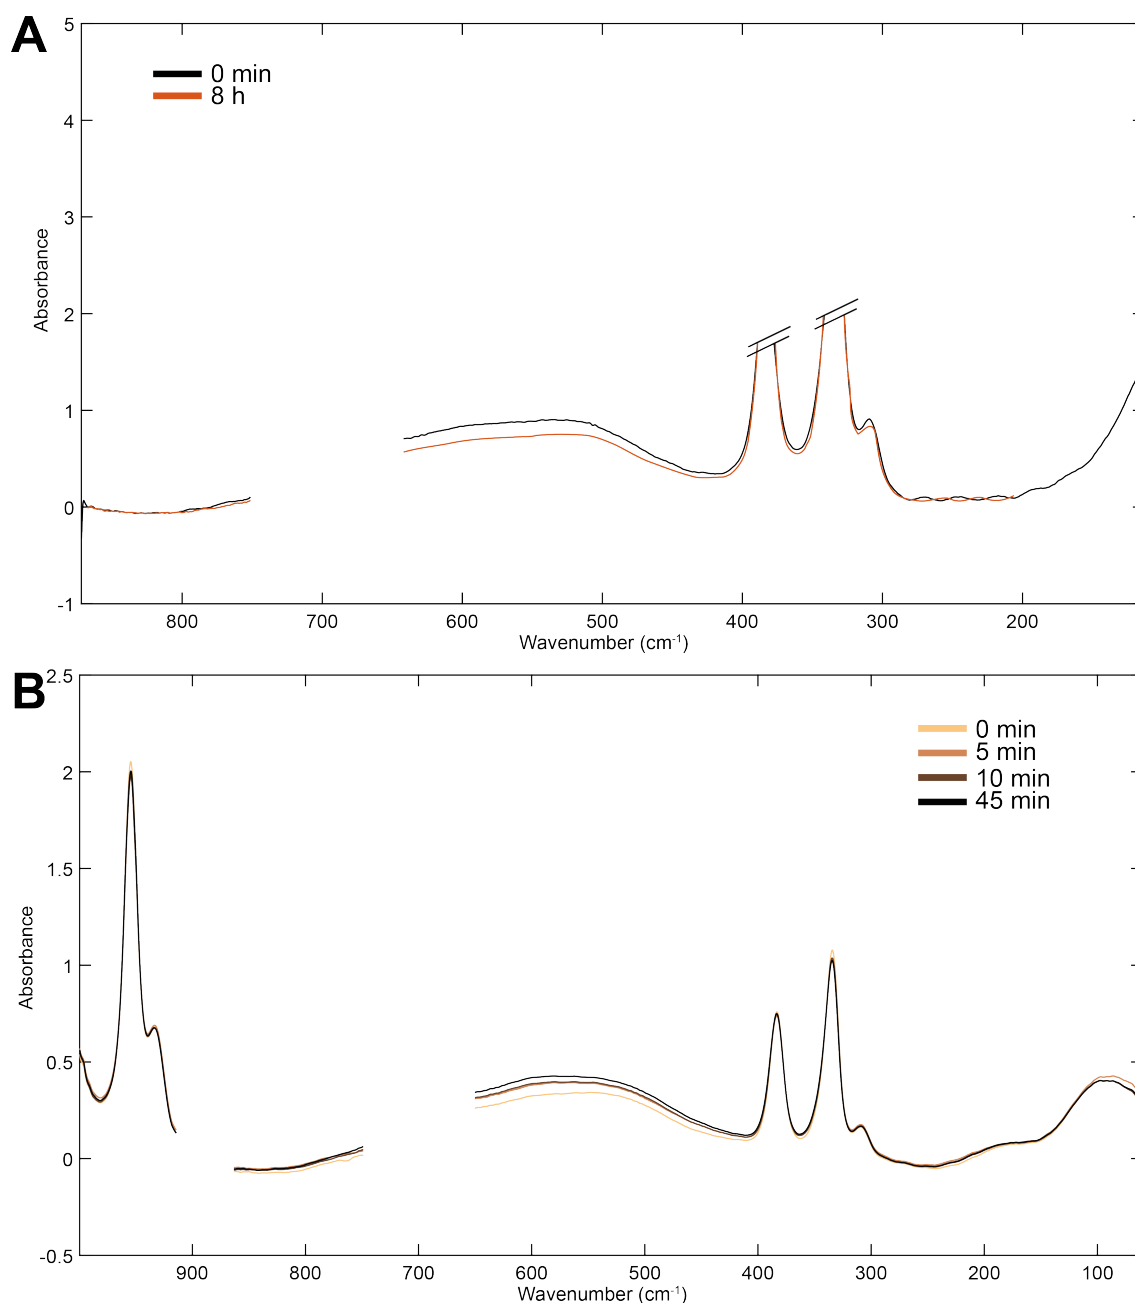 A
5
4
3
2
1
0
-1
Absorbance
0 min
8 h
800 700 600 500 400 300 200
Wavenumber (cm-1)
B
2.5
2
1.5
1
0.5
0
-0.5
Absorbance
0 min
5 min
10 min
45 min
900 800 700 600 500 400 300 200 100
Wavenumber (cm-1)